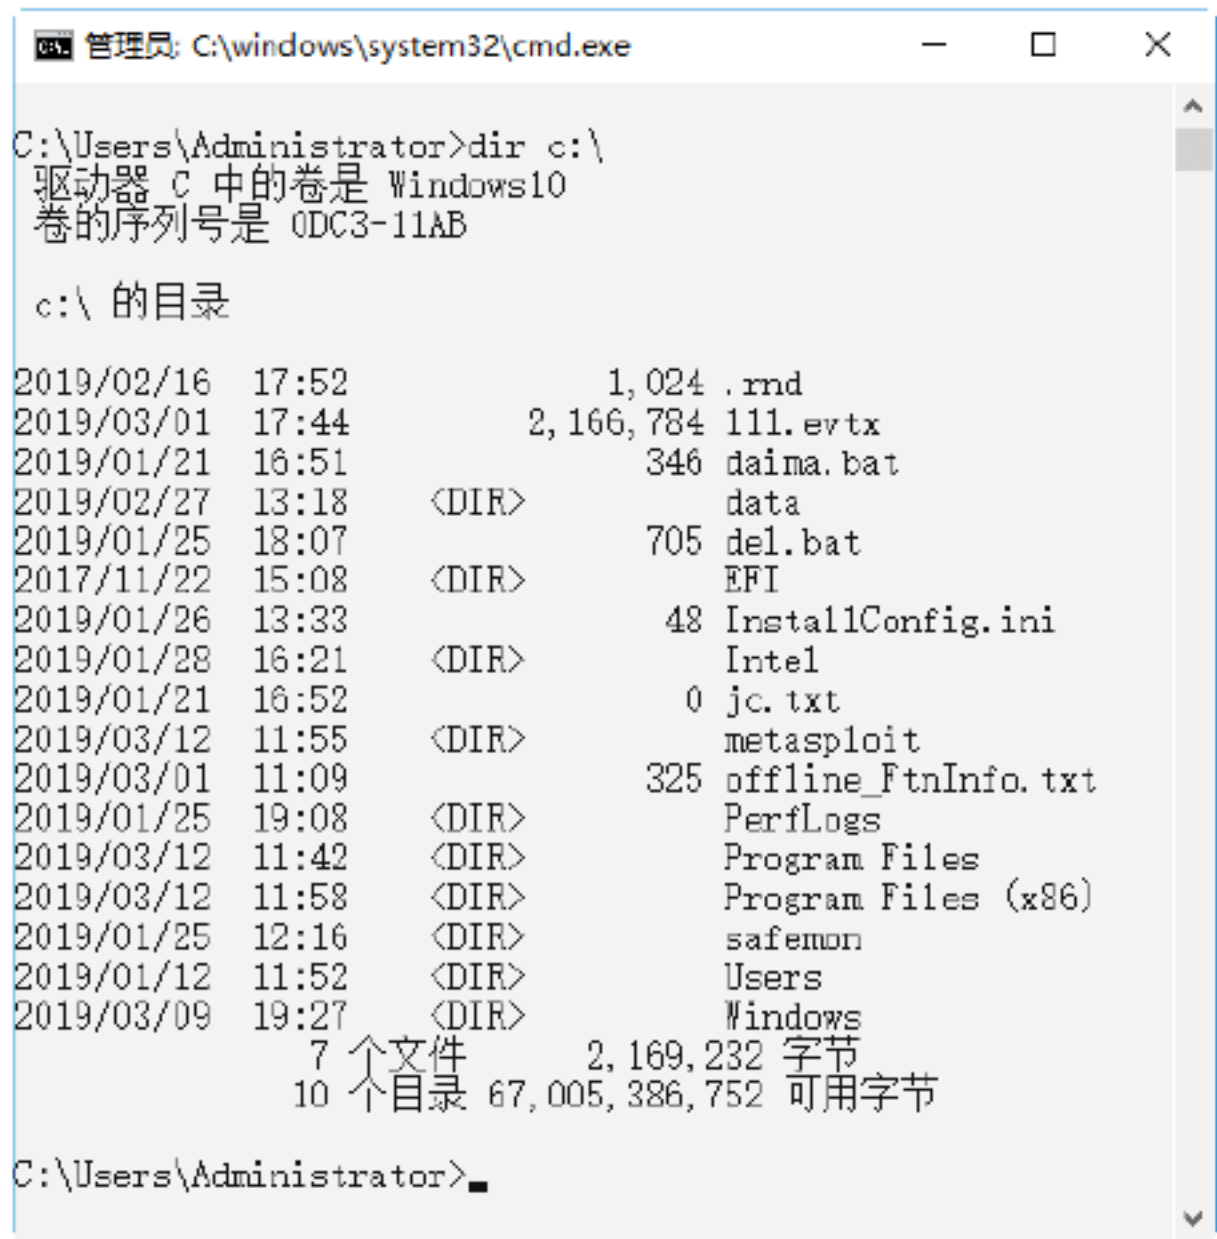 管理员: C:\windows\system32\cmd.exe
C:\Users\Administrator>dir c:\
驱动器 C 中的卷是 Windows10
卷的序列号是 0DC3-11AB
c:\ 的目录
2019/02/16  17:52             1,024 .rnd
2019/03/01  17:44         2,166,784 111.evtx
2019/01/21  16:51               346 daima.bat
2019/02/27  13:18    <DIR>          data
2019/01/25  18:07               705 del.bat
2017/11/22  15:08    <DIR>          EFI
2019/01/26  13:33                48 InstallConfig.ini
2019/01/28  16:21    <DIR>          Intel
2019/01/21  16:52                 0 jc.txt
2019/03/12  11:55    <DIR>          metasploit
2019/03/01  11:09               325 offline_FtnInfo.txt
2019/01/25  19:08    <DIR>          PerfLogs
2019/03/12  11:42    <DIR>          Program Files
2019/03/12  11:58    <DIR>          Program Files (x86)
2019/01/25  12:16    <DIR>          safemon
2019/01/12  11:52    <DIR>          Users
2019/03/09  19:27    <DIR>          Windows
7 个文件      2,169,232 字节
10 个目录 67,005,386,752 可用字节
C:\Users\Administrator>